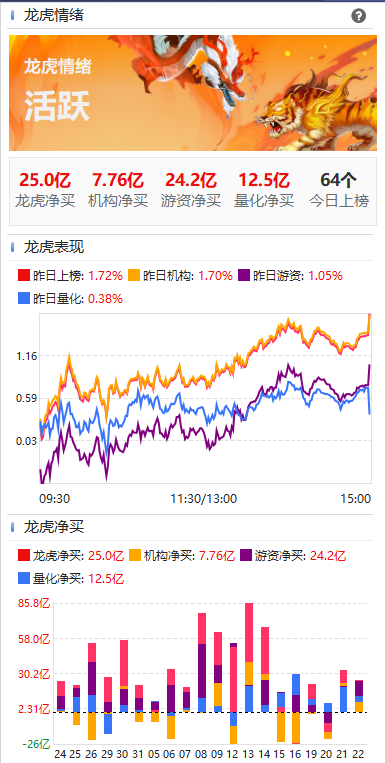 龙虎情绪 ?
龙虎情绪
活跃
25.0亿 7.76亿 24.2亿 12.5亿 64个
龙虎净买 机构净买 游资净买 量化净买 今日上榜
龙虎表现
昨日上榜: 1.72% 昨日机构: 1.70% 昨日游资: 1.05%
昨日量化: 0.38%
1.16
0.59
0.03
09:30 11:30/13:00 15:00
龙虎净买
龙虎净买: 25.0亿 机构净买: 7.76亿 游资净买: 24.2亿
量化净买: 12.5亿
85.8亿
58.0亿
30.2亿
2.31亿
-26亿
24 25 26 29 30 31 05 06 07 08 09 12 13 14 15 16 19 20 21 22